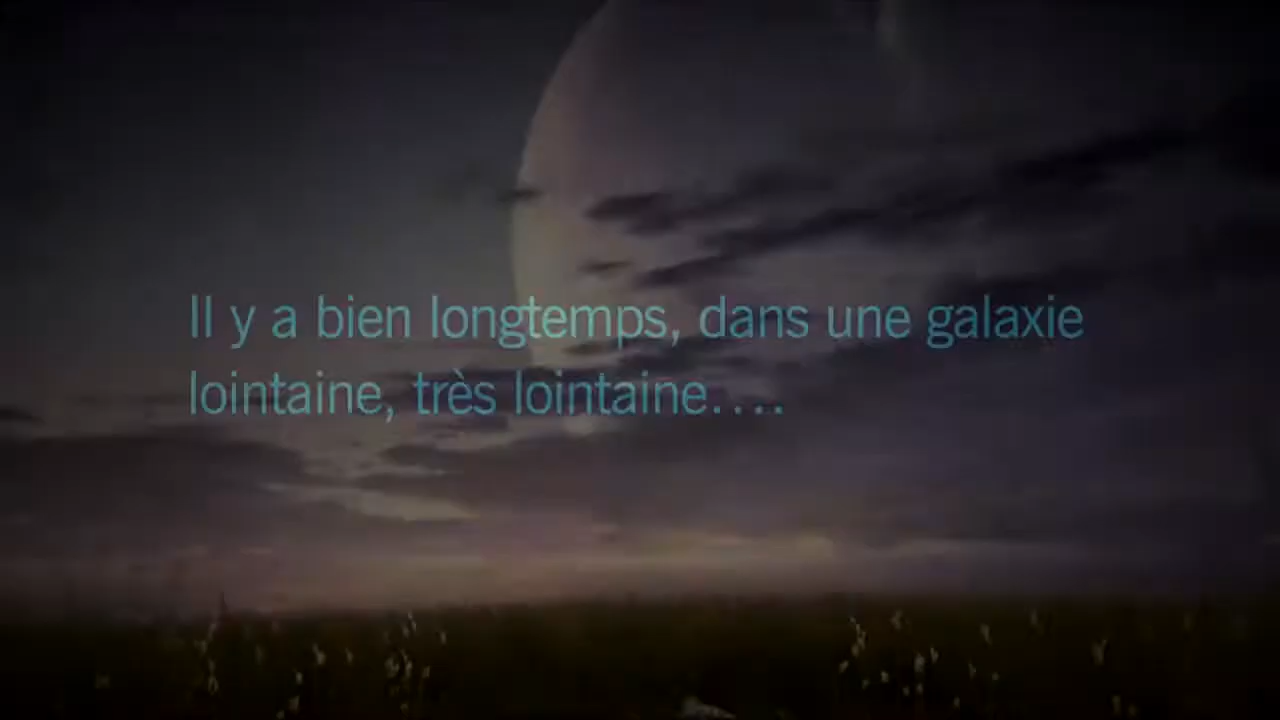 Il y a bien longtemps, dans une galaxie
lointaine, très lointaine....